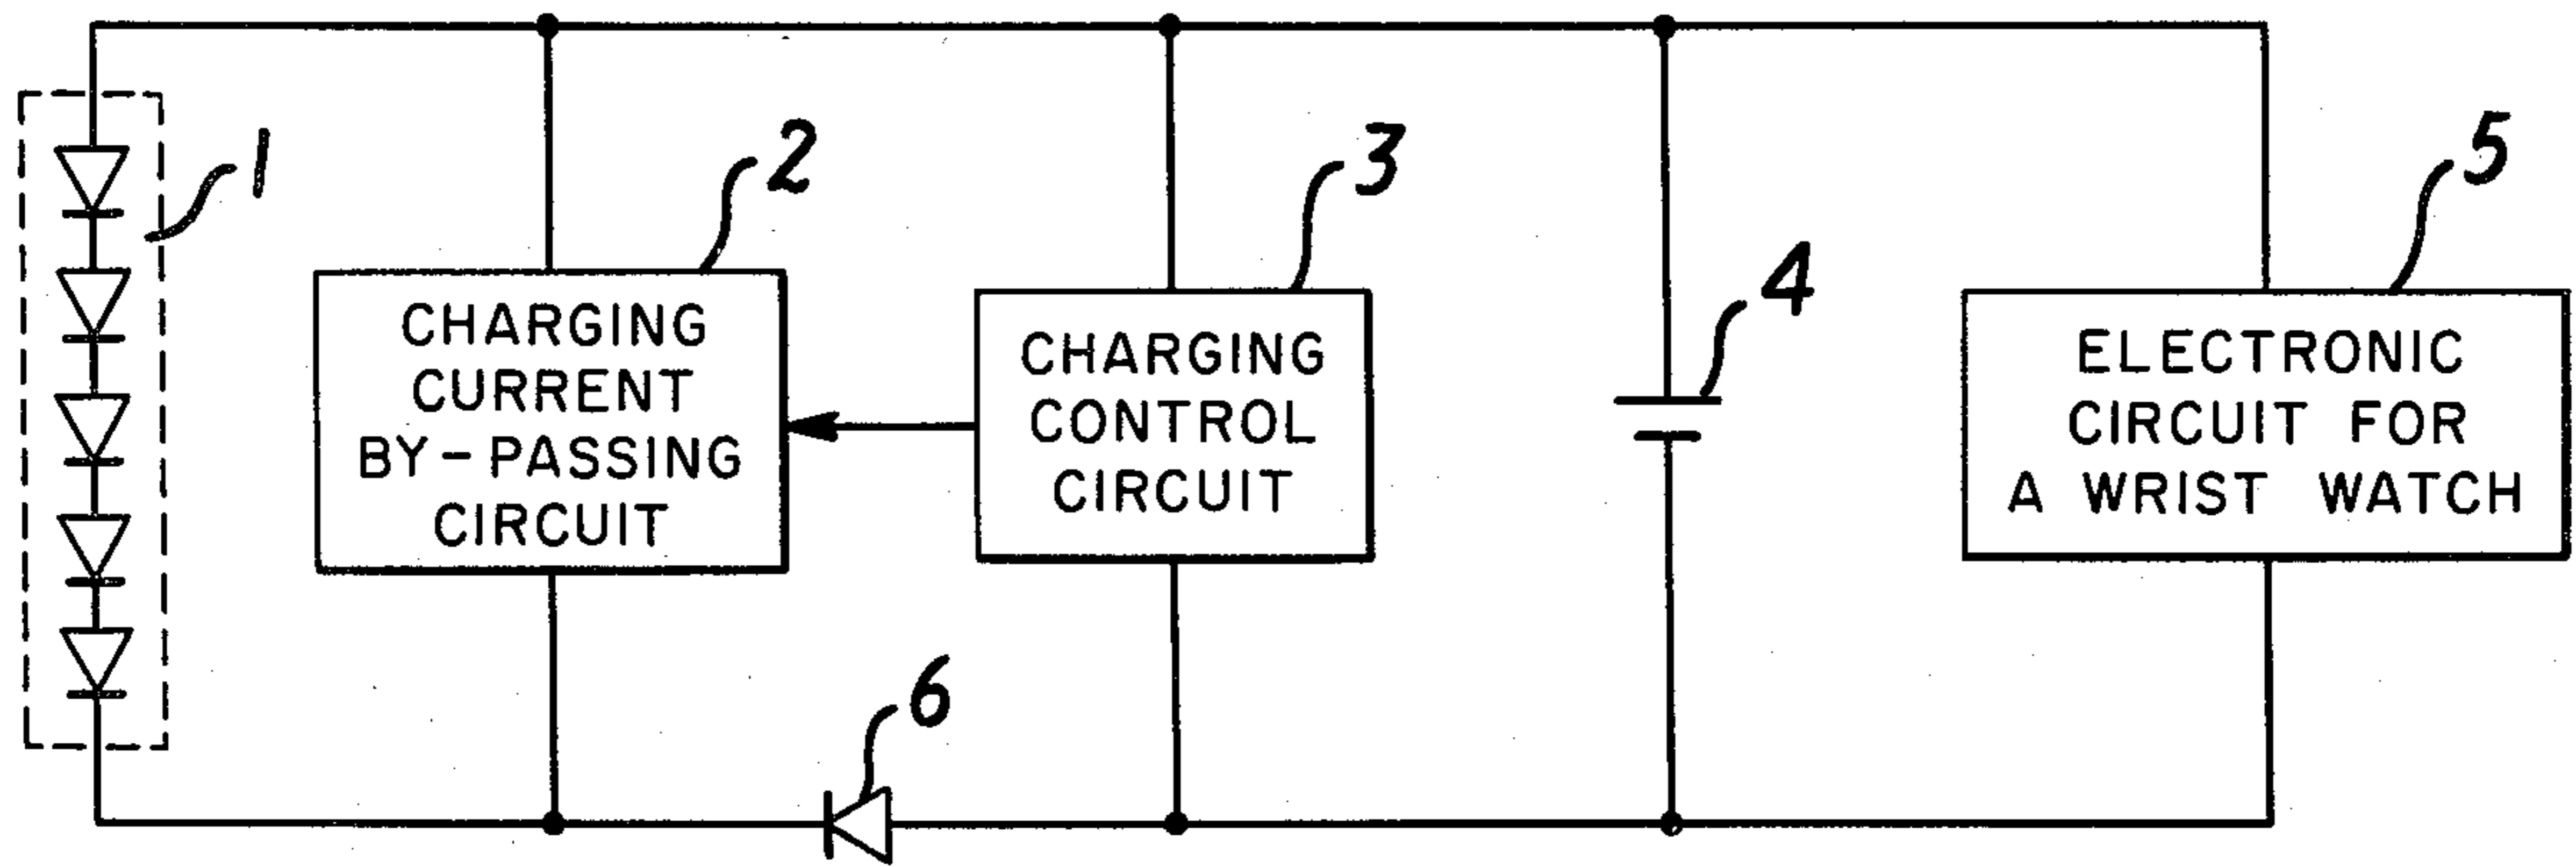 1
2
3
4
5
CHARGING
CURRENT
BY-PASSING
CIRCUIT
CHARGING
CONTROL
CIRCUIT
ELECTRONIC
CIRCUIT FOR
A WRIST WATCH
6